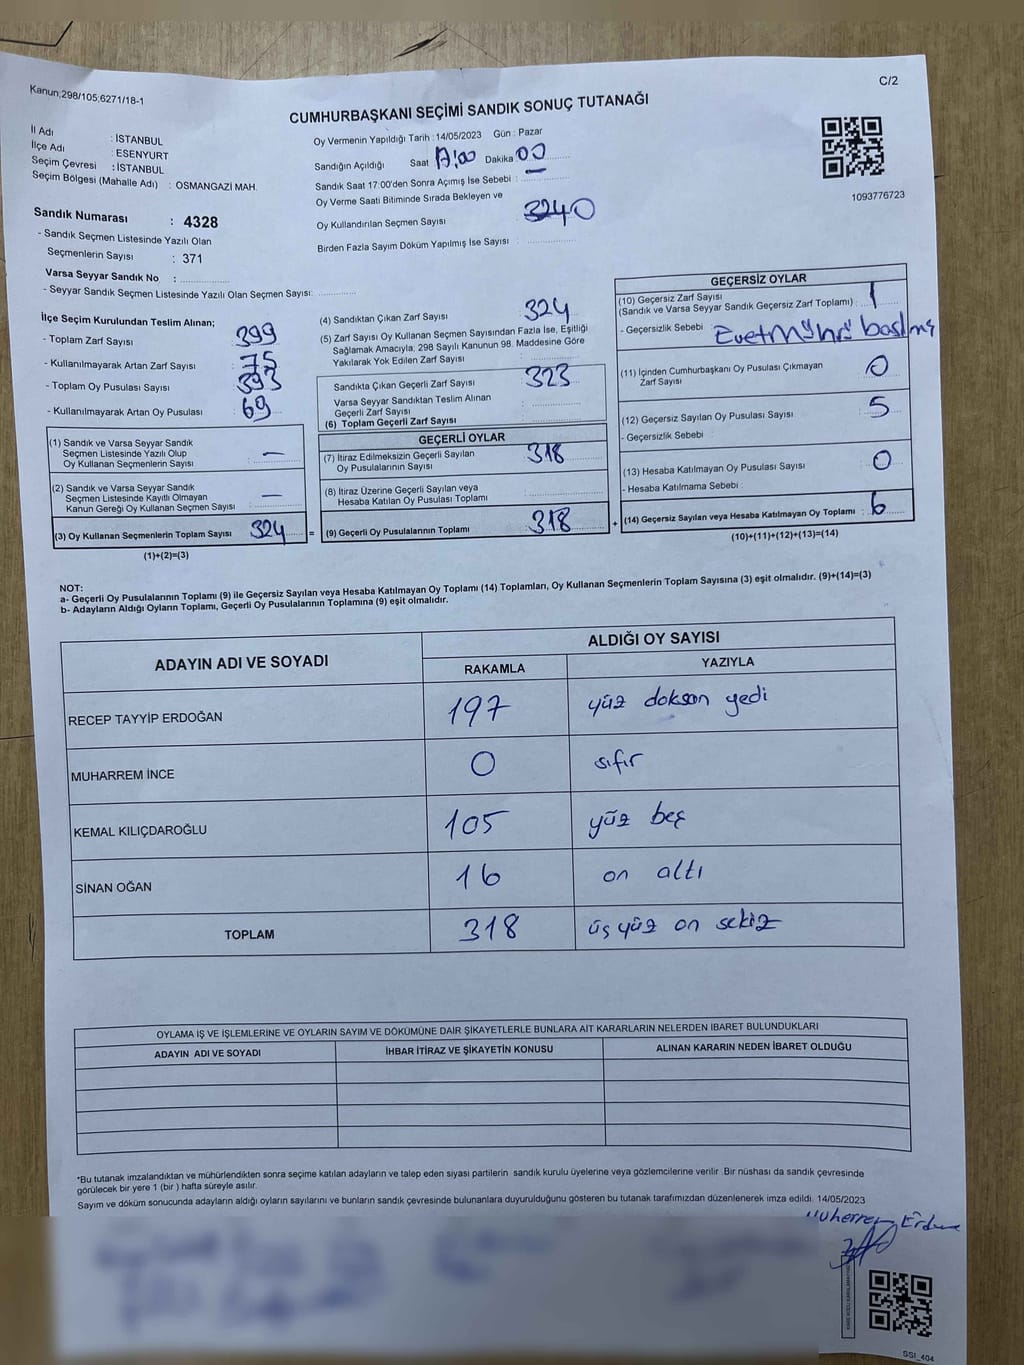 Kanun;298/105;6271/18-1
C/2
CUMHURBAŞKANI SEÇİMİ SANDIK SONUÇ TUTANAĞI
İl Adı : İSTANBUL
İlçe Adı : ESENYURT
Seçim Çevresi : İSTANBUL
Seçim Bölgesi (Mahalle Adı) : OSMANGAZİ MAH.
Oy Vermenin Yapıldığı Tarih : 14/05/2023 Gün : Pazar
Sandığın Açıldığı Saat 17:00 Dakika 00
Sandık Saat 17:00'den Sonra Açımış İse Sebebi :
Oy Verme Saati Bitiminde Sırada Bekleyen ve
Oy Kullandırılan Seçmen Sayısı 0
Birden Fazla Sayım Döküm Yapılmış İse Sayısı :
1093776723
Sandık Numarası : 4328
- Sandık Seçmen Listesinde Yazılı Olan
Seçmenlerin Sayısı : 371
Varsa Seyyar Sandık No :
- Seyyar Sandık Seçmen Listesinde Yazılı Olan Seçmen Sayısı:
İlçe Seçim Kurulundan Teslim Alınan;
- Toplam Zarf Sayısı : 399
- Kullanılmayarak Artan Zarf Sayısı : 75
- Toplam Oy Pusulası Sayısı : 393
- Kullanılmayarak Artan Oy Pusulası : 69
(1) Sandık ve Varsa Seyyar Sandık
Seçmen Listesinde Yazılı Olup
Oy Kullanan Seçmenlerin Sayısı : —
(2) Sandık ve Varsa Seyyar Sandık
Seçmen Listesinde Kayıtlı Olmayan
Kanun Gereği Oy Kullanan Seçmen Sayısı : —
(3) Oy Kullanan Seçmenlerin Toplam Sayısı 324
(1)+(2)=(3)
=
(4) Sandıktan Çıkan Zarf Sayısı : 324
(5) Zarf Sayısı Oy Kullanan Seçmen Sayısından Fazla İse, Eşitliği
Sağlamak Amacıyla, 298 Sayılı Kanunun 98. Maddesine Göre
Yakılarak Yok Edilen Zarf Sayısı :
Sandıkta Çıkan Geçerli Zarf Sayısı : 323
Varsa Seyyar Sandıktan Teslim Alınan
Geçerli Zarf Sayısı :
(6) Toplam Geçerli Zarf Sayısı :
GEÇERLİ OYLAR
(7) İtiraz Edilmeksizin Geçerli Sayılan
Oy Pusulalarının Sayısı : 318
(8) İtiraz Üzerine Geçerli Sayılan veya
Hesaba Katılan Oy Pusulası Toplamı :
(9) Geçerli Oy Pusulalarının Toplamı : 318
+
GEÇERSİZ OYLAR
(10) Geçersiz Zarf Sayısı
(Sandık ve Varsa Seyyar Sandık Geçersiz Zarf Toplamı) : 1
- Geçersizlik Sebebi : Evet Mührü basılmış
(11) İçinden Cumhurbaşkanı Oy Pusulası Çıkmayan
Zarf Sayısı : 0
(12) Geçersiz Sayılan Oy Pusulası Sayısı : 5
- Geçersizlik Sebebi
(13) Hesaba Katılmayan Oy Pusulası Sayısı : 0
- Hesaba Katılmama Sebebi :
(14) Geçersiz Sayılan veya Hesaba Katılmayan Oy Toplamı : 6
(10)+(11)+(12)+(13)=(14)
NOT:
a- Geçerli Oy Pusulalarının Toplamı (9) ile Geçersiz Sayılan veya Hesaba Katılmayan Oy Toplamı (14) Toplamları, Oy Kullanan Seçmenlerin Toplam Sayısına (3) eşit olmalıdır. (9)+(14)=(3)
b- Adayların Aldığı Oyların Toplamı, Geçerli Oy Pusulalarının Toplamına (9) eşit olmalıdır.
ADAYIN ADI VE SOYADI
ALDIĞI OY SAYISI
RAKAMLA YAZIYLA
RECEP TAYYİP ERDOĞAN 197 yüz doksan yedi
MUHARREM İNCE 0 sıfır
KEMAL KILIÇDAROĞLU 105 yüz beş
SİNAN OĞAN 16 on altı
TOPLAM 318 üç yüz on sekiz
OYLAMA İŞ VE İŞLEMLERİNE VE OYLARIN SAYIM VE DÖKÜMÜNE DAİR ŞİKAYETLERLE BUNLARA AİT KARARLARIN NELERDEN İBARET BULUNDUKLARI
ADAYIN ADI VE SOYADI İHBAR İTİRAZ VE ŞİKAYETİN KONUSU ALINAN KARARIN NEDEN İBARET OLDUĞU
*Bu tutanak imzalandıktan ve mühürlendikten sonra seçime katılan adayların ve talep eden siyasi partilerin sandık kurulu üyelerine veya gözlemcilerine verilir .Bir nüshası da sandık çevresinde
görülecek bir yere 1 (bir ) hafta süreyle asılır.
Sayım ve döküm sonucunda adayların aldığı oyların sayılarını ve bunların sandık çevresinde bulunanlara duyurulduğunu gösteren bu tutanak tarafımızdan düzenlenerek imza edildi. 14/05/2023
SSİ_404